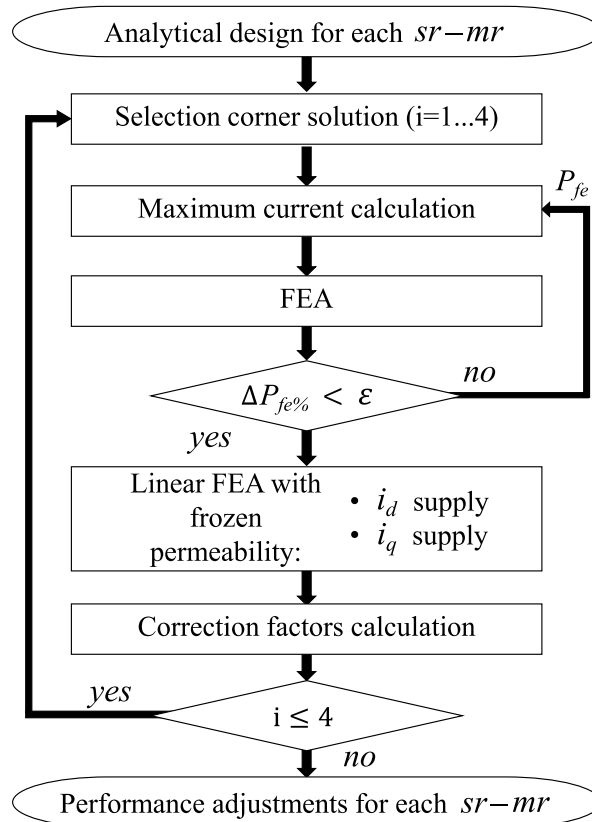 Analytical design for each sr−mr
Selection corner solution (i=1...4)
P_fe
Maximum current calculation
FEA
no
ΔP_fe% < ε
yes
Linear FEA with
frozen
permeability:
• i_d supply
• i_q supply
Correction factors calculation
yes
i ≤ 4
no
Performance adjustments for each sr−mr